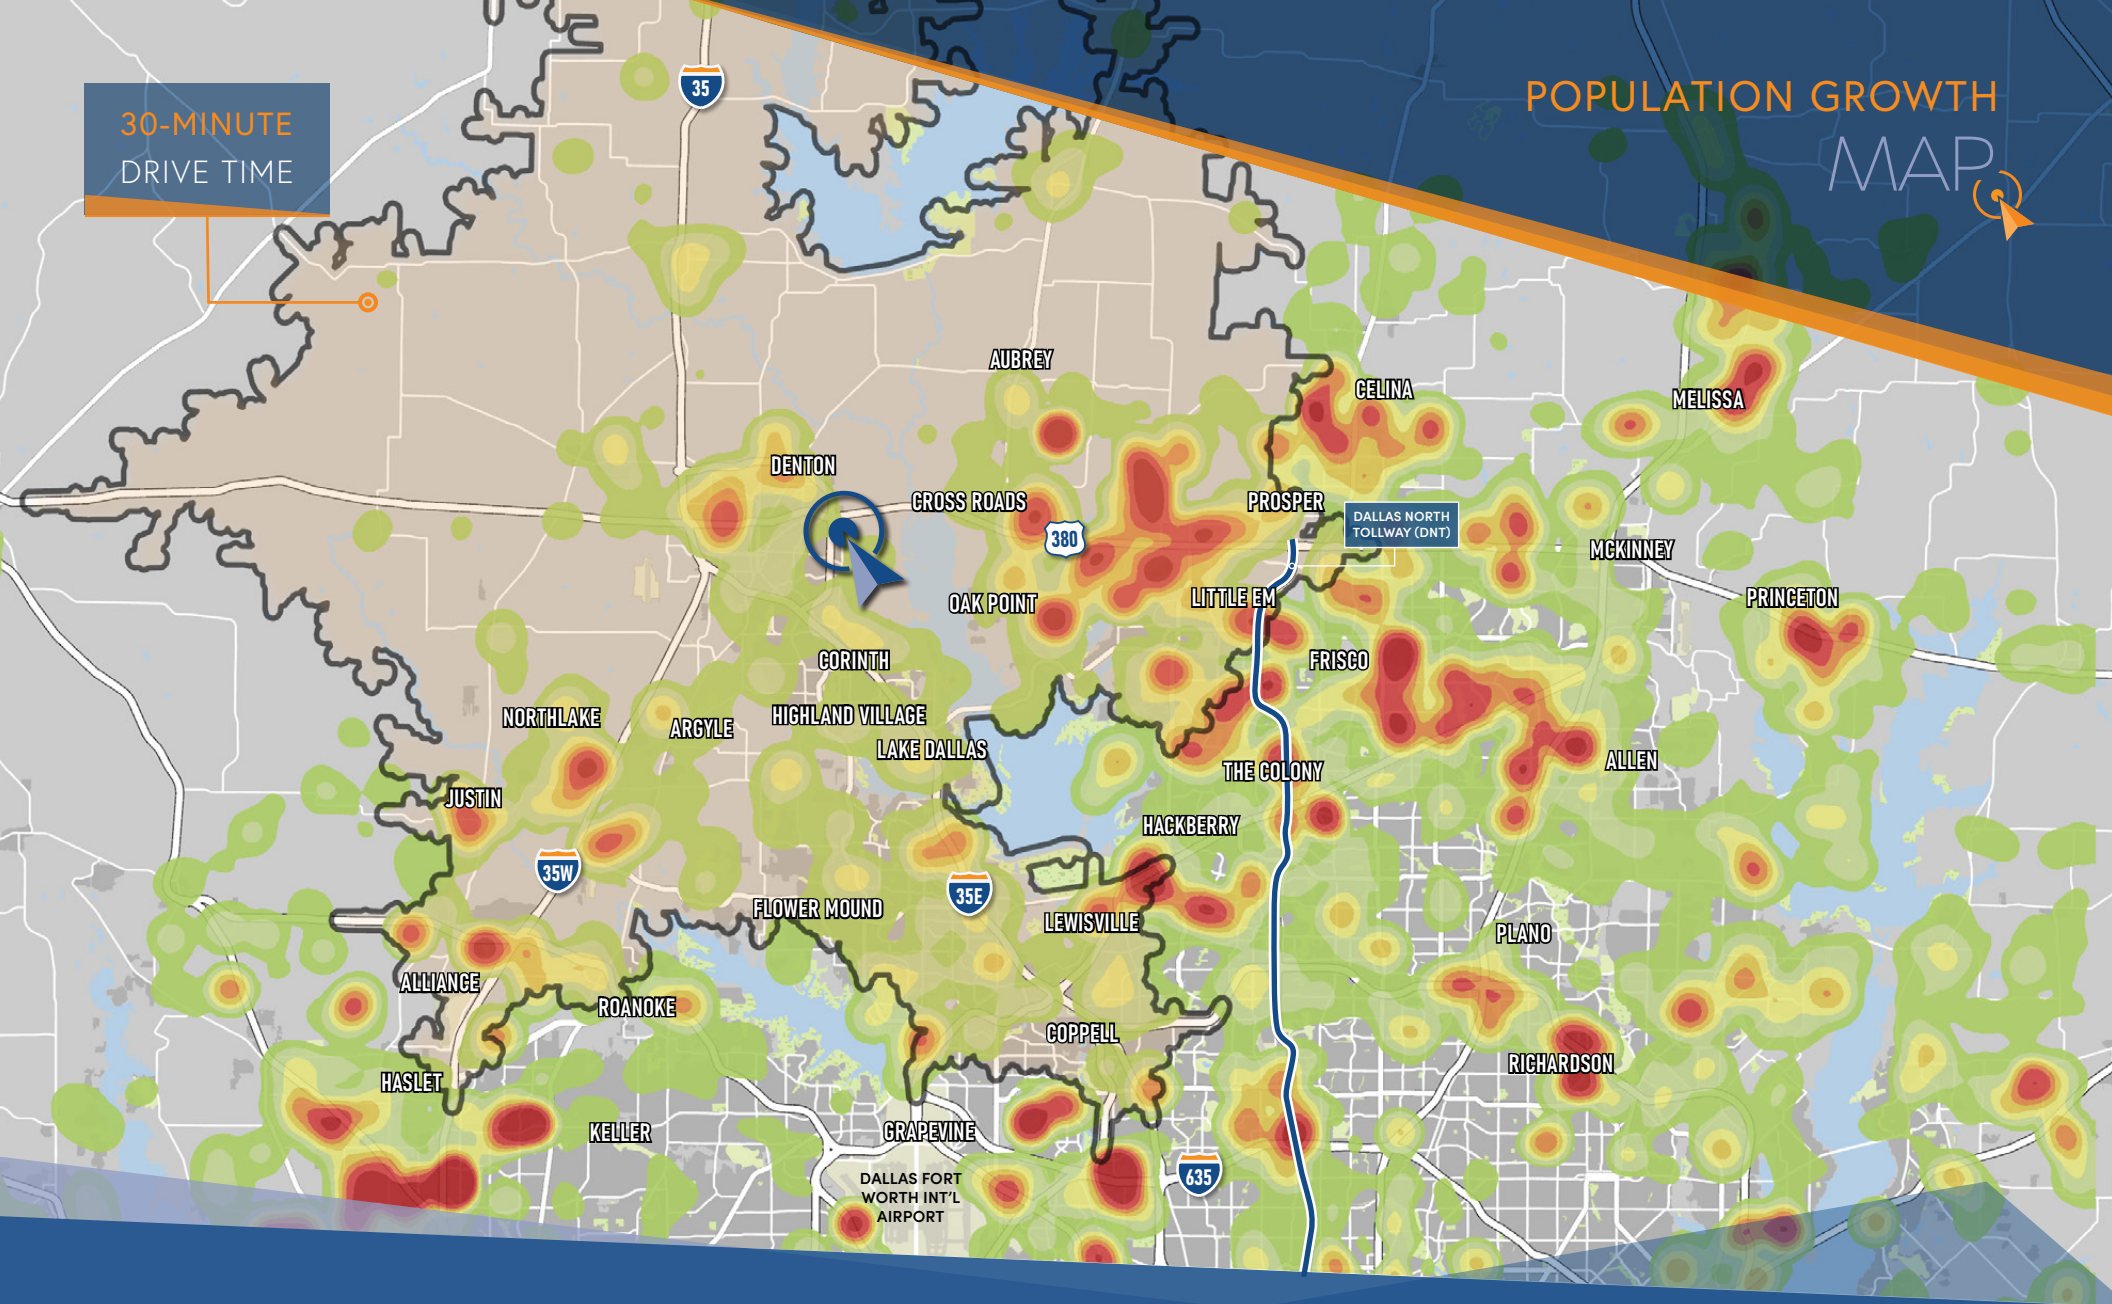 POPULATION GROWTH
MAP
30-MINUTE
DRIVE TIME
35
AUBREY
CELINA
MELISSA
DENTON
CROSS ROADS
PROSPER
DALLAS NORTH
TOLLWAY (DNT)
380
MCKINNEY
OAK POINT
LITTLE EM
PRINCETON
CORINTH
FRISCO
NORTHLAKE
ARGYLE
HIGHLAND VILLAGE
LAKE DALLAS
ALLEN
THE COLONY
JUSTIN
HACKBERRY
35W
35E
FLOWER MOUND
LEWISVILLE
PLANO
ALLIANCE
ROANOKE
COPPELL
RICHARDSON
HASLET
KELLER
GRAPEVINE
635
DALLAS FORT
WORTH INT'L
AIRPORT